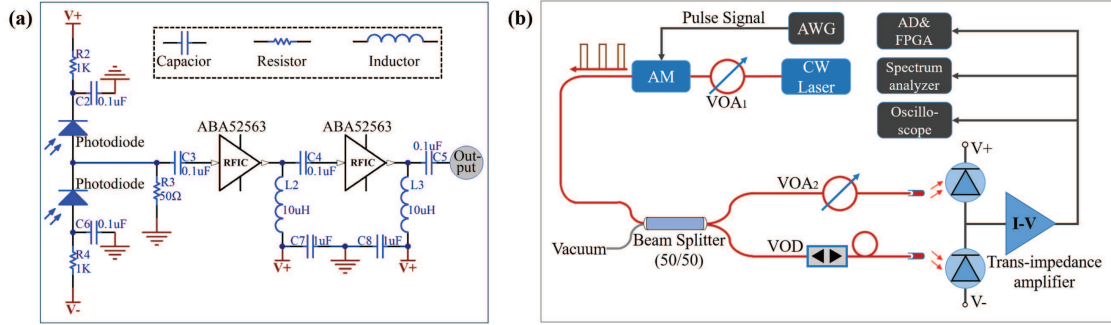 (a)
V+
R2
1K
C2
0.1uF
Photodiode
Photodiode
C6
0.1uF
R4
1K
V-
Capacior
Resistor
Inductor
R3
50Ω
C3
0.1uF
ABA52563
RFIC
C4
0.1uF
ABA52563
RFIC
0.1uF
C5
Out-
put
L2
10uH
L3
10uH
C7
1uF
C8
1uF
V+
V+
(b)
Pulse Signal
AWG
AM
VOA1
CW
Laser
AD&
FPGA
Spectrum
analyzer
Oscillo-
scope
V+
VOA2
Vacuum
Beam Splitter
(50/50)
VOD
I-V
Trans-impedance
amplifier
V-